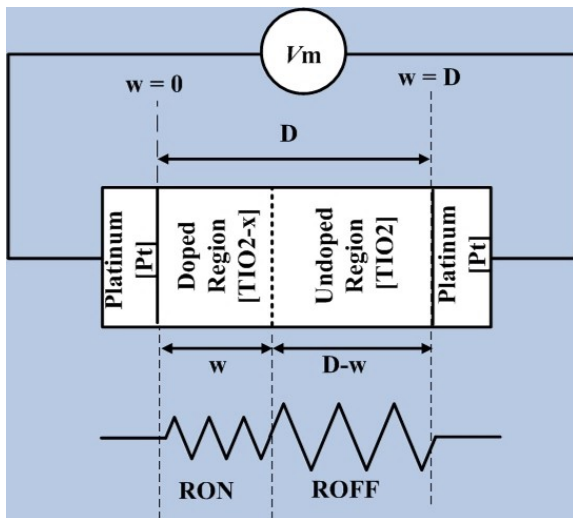 Vm
w = 0
w = D
D
Platinum
[Pt]
Doped
Region
[TIO2-x]
Undoped
Region
[TIO2]
Platinum
[Pt]
w
D-w
RON
ROFF